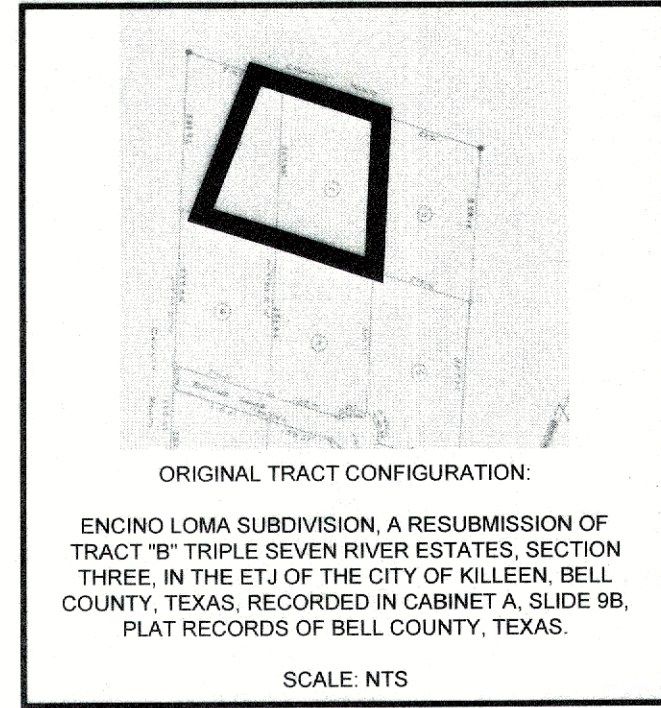 ORIGINAL TRACT CONFIGURATION:
ENCINO LOMA SUBDIVISION, A RESUBMISSION OF
TRACT "B" TRIPLE SEVEN RIVER ESTATES, SECTION
THREE, IN THE ETJ OF THE CITY OF KILLEEN, BELL
COUNTY, TEXAS, RECORDED IN CABINET A, SLIDE 9B,
PLAT RECORDS OF BELL COUNTY, TEXAS.
SCALE: NTS